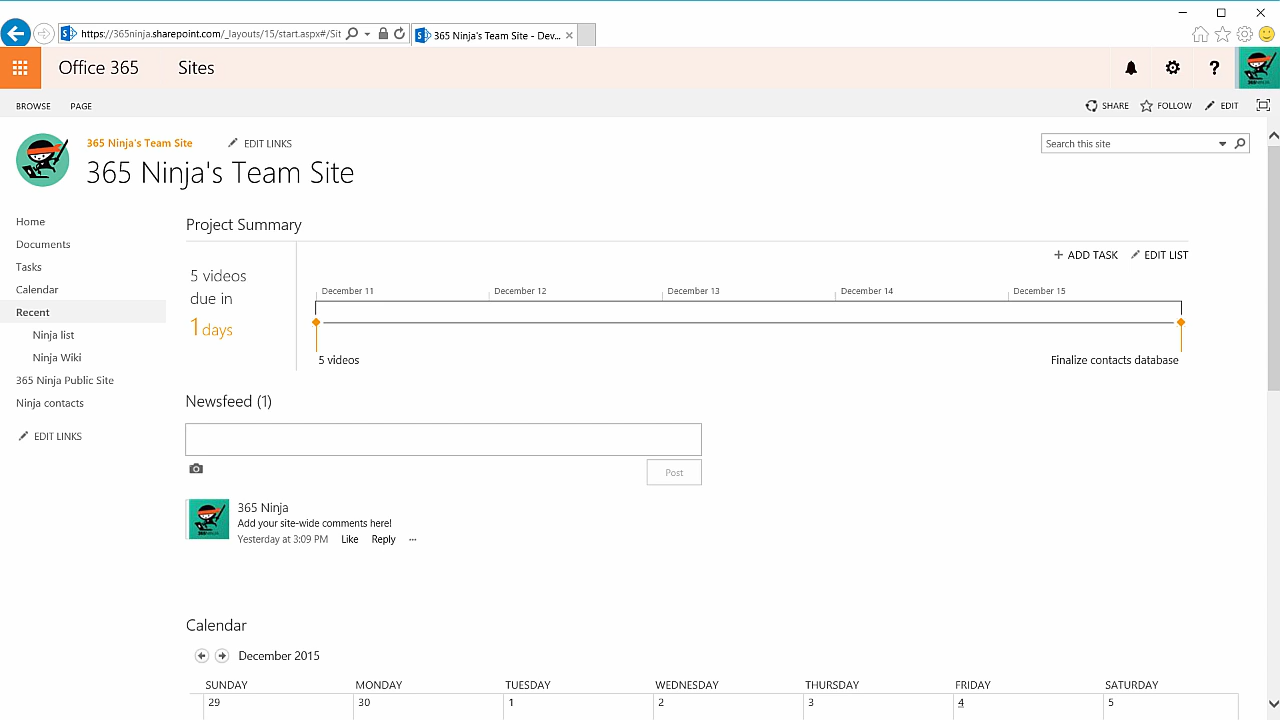 https://365ninja.sharepoint.com/_layouts/15/start.aspx#/Sit
365 Ninja's Team Site - Dev...
Office 365
Sites
?
BROWSE
PAGE
SHARE
FOLLOW
EDIT
365 Ninja's Team Site
EDIT LINKS
365 Ninja's Team Site
Search this site
Home
Documents
Tasks
Calendar
Recent
Ninja list
Ninja Wiki
365 Ninja Public Site
Ninja contacts
EDIT LINKS
Project Summary
ADD TASK
EDIT LIST
5 videos
due in
1 days
December 11
December 12
December 13
December 14
December 15
5 videos
Finalize contacts database
Newsfeed (1)
Post
365 Ninja
Add your site-wide comments here!
Yesterday at 3:09 PM Like Reply ...
Calendar
December 2015
SUNDAY MONDAY TUESDAY WEDNESDAY THURSDAY FRIDAY SATURDAY
29 30 1 2 3 4 5